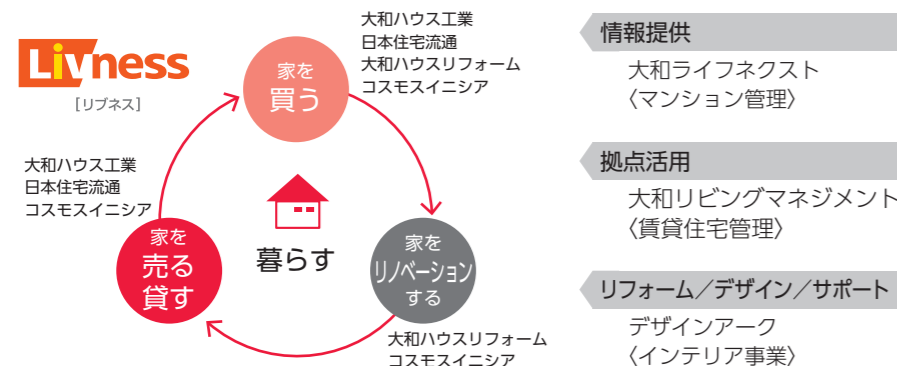 Livness
［リブネス］
大和ハウス工業
日本住宅流通
大和ハウスリフォーム
コスモスイニシア
家を
買う
大和ハウス工業
日本住宅流通
コスモスイニシア
家を
売る
貸す
暮らす
家を
リノベーション
する
大和ハウスリフォーム
コスモスイニシア
情報提供
大和ライフネクスト
〈マンション管理〉
拠点活用
大和リビングマネジメント
〈賃貸住宅管理〉
リフォーム／デザイン／サポート
デザインアーク
〈インテリア事業〉